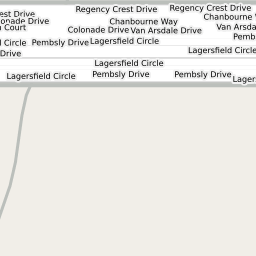 Regency Crest Drive Regency Crest Drive
est Drive Chanbourne Way Chanbourne W
onade Drive Colonade Drive Van Arsdale Drive Van Arsda
Court Pemb
l Circle Pembsly Drive Lagersfield Circle
Drive Lagersfield Circle
Lagersfield Circle
Lagersfield Circle Pembsly Drive Pembsly Drive Lagers